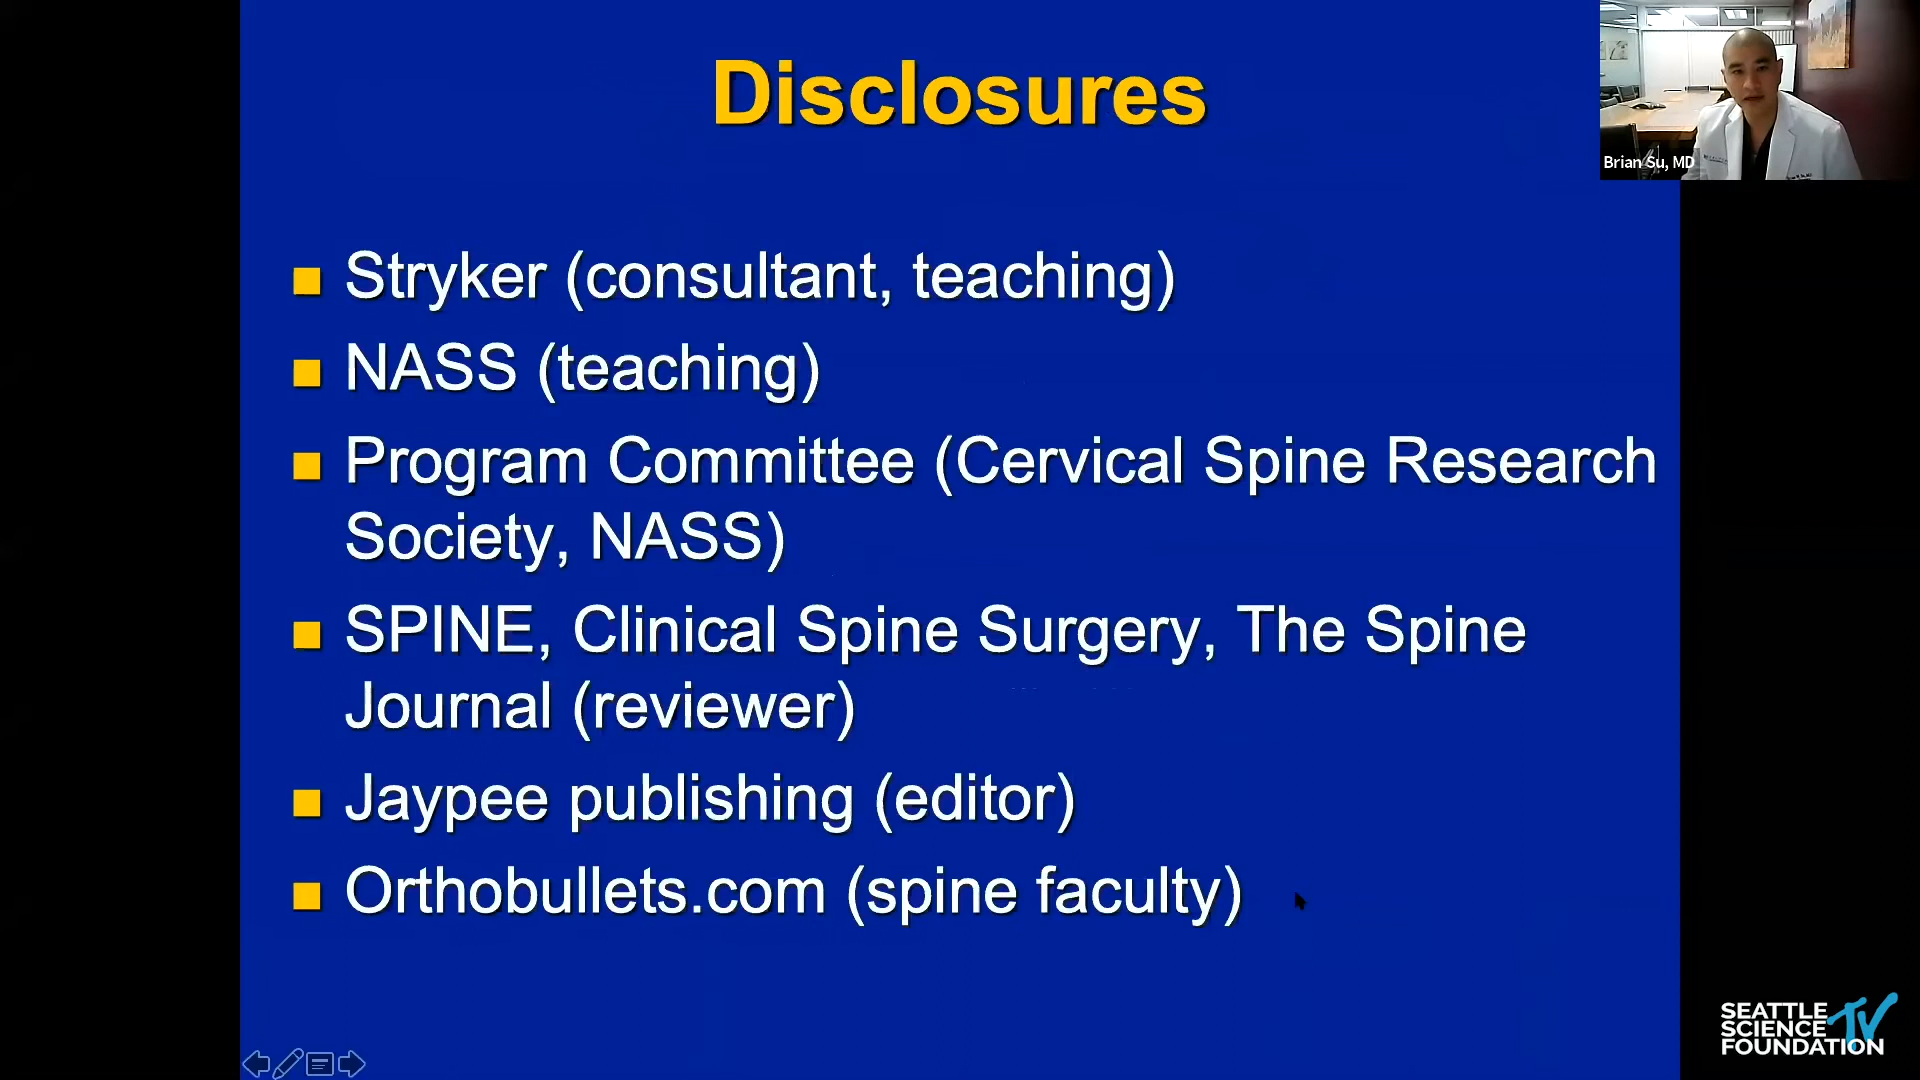 Disclosures
Brian Su, MD
Stryker (consultant, teaching)
NASS (teaching)
Program Committee (Cervical Spine Research
Society, NASS)
SPINE, Clinical Spine Surgery, The Spine
Journal (reviewer)
Jaypee publishing (editor)
Orthobullets.com (spine faculty)
SEATTLE
SCIENCE
FOUNDATION
TV